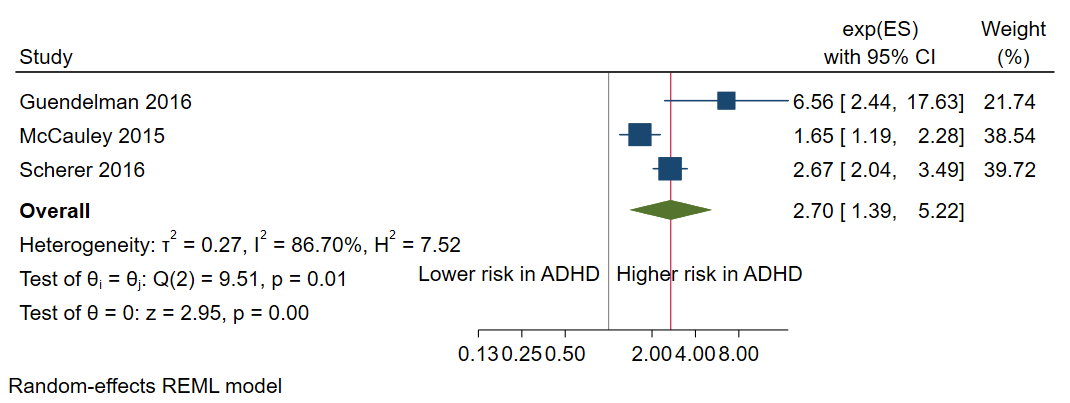 exp(ES) Weight
Study with 95% CI (%)
Guendelman 2016 6.56 [ 2.44, 17.63] 21.74
McCauley 2015 1.65 [ 1.19, 2.28] 38.54
Scherer 2016 2.67 [ 2.04, 3.49] 39.72
Overall 2.70 [ 1.39, 5.22]
Heterogeneity: τ² = 0.27, I² = 86.70%, H² = 7.52
Test of θᵢ = θⱼ: Q(2) = 9.51, p = 0.01 Lower risk in ADHD Higher risk in ADHD
Test of θ = 0: z = 2.95, p = 0.00
0.13 0.25 0.50 2.00 4.00 8.00
Random-effects REML model